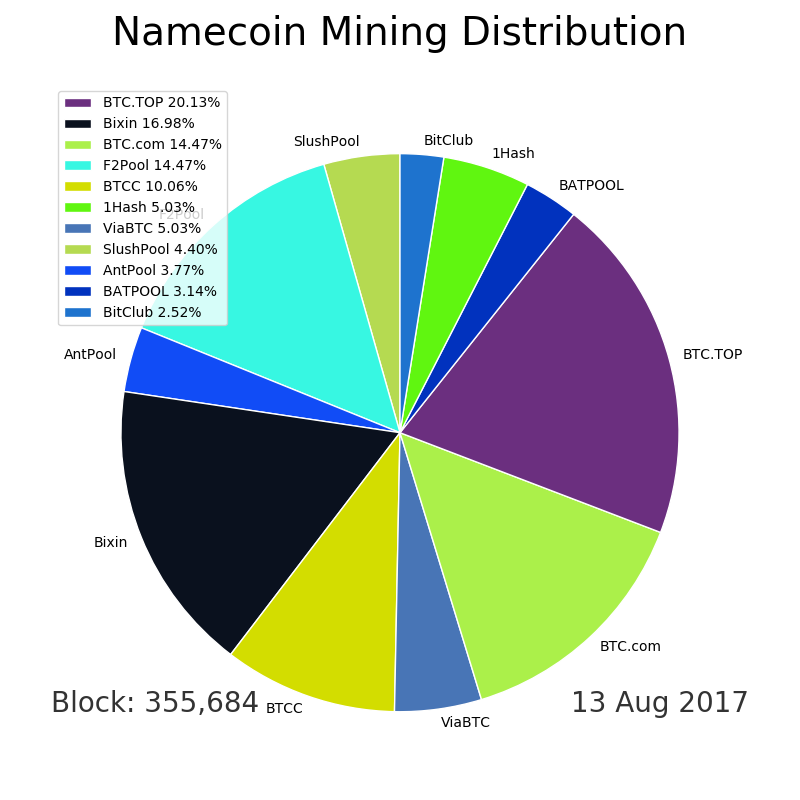 Namecoin Mining Distribution
BTC.TOP 20.13%
Bixin 16.98%
BTC.com 14.47%
F2Pool 14.47%
BTCC 10.06%
1Hash 5.03%
ViaBTC 5.03%
SlushPool 4.40%
AntPool 3.77%
BATPOOL 3.14%
BitClub 2.52%
SlushPool
BitClub
1Hash
BATPOOL
F2Pool
AntPool
BTC.TOP
Bixin
BTC.com
Block: 355,684
BTCC
ViaBTC
13 Aug 2017